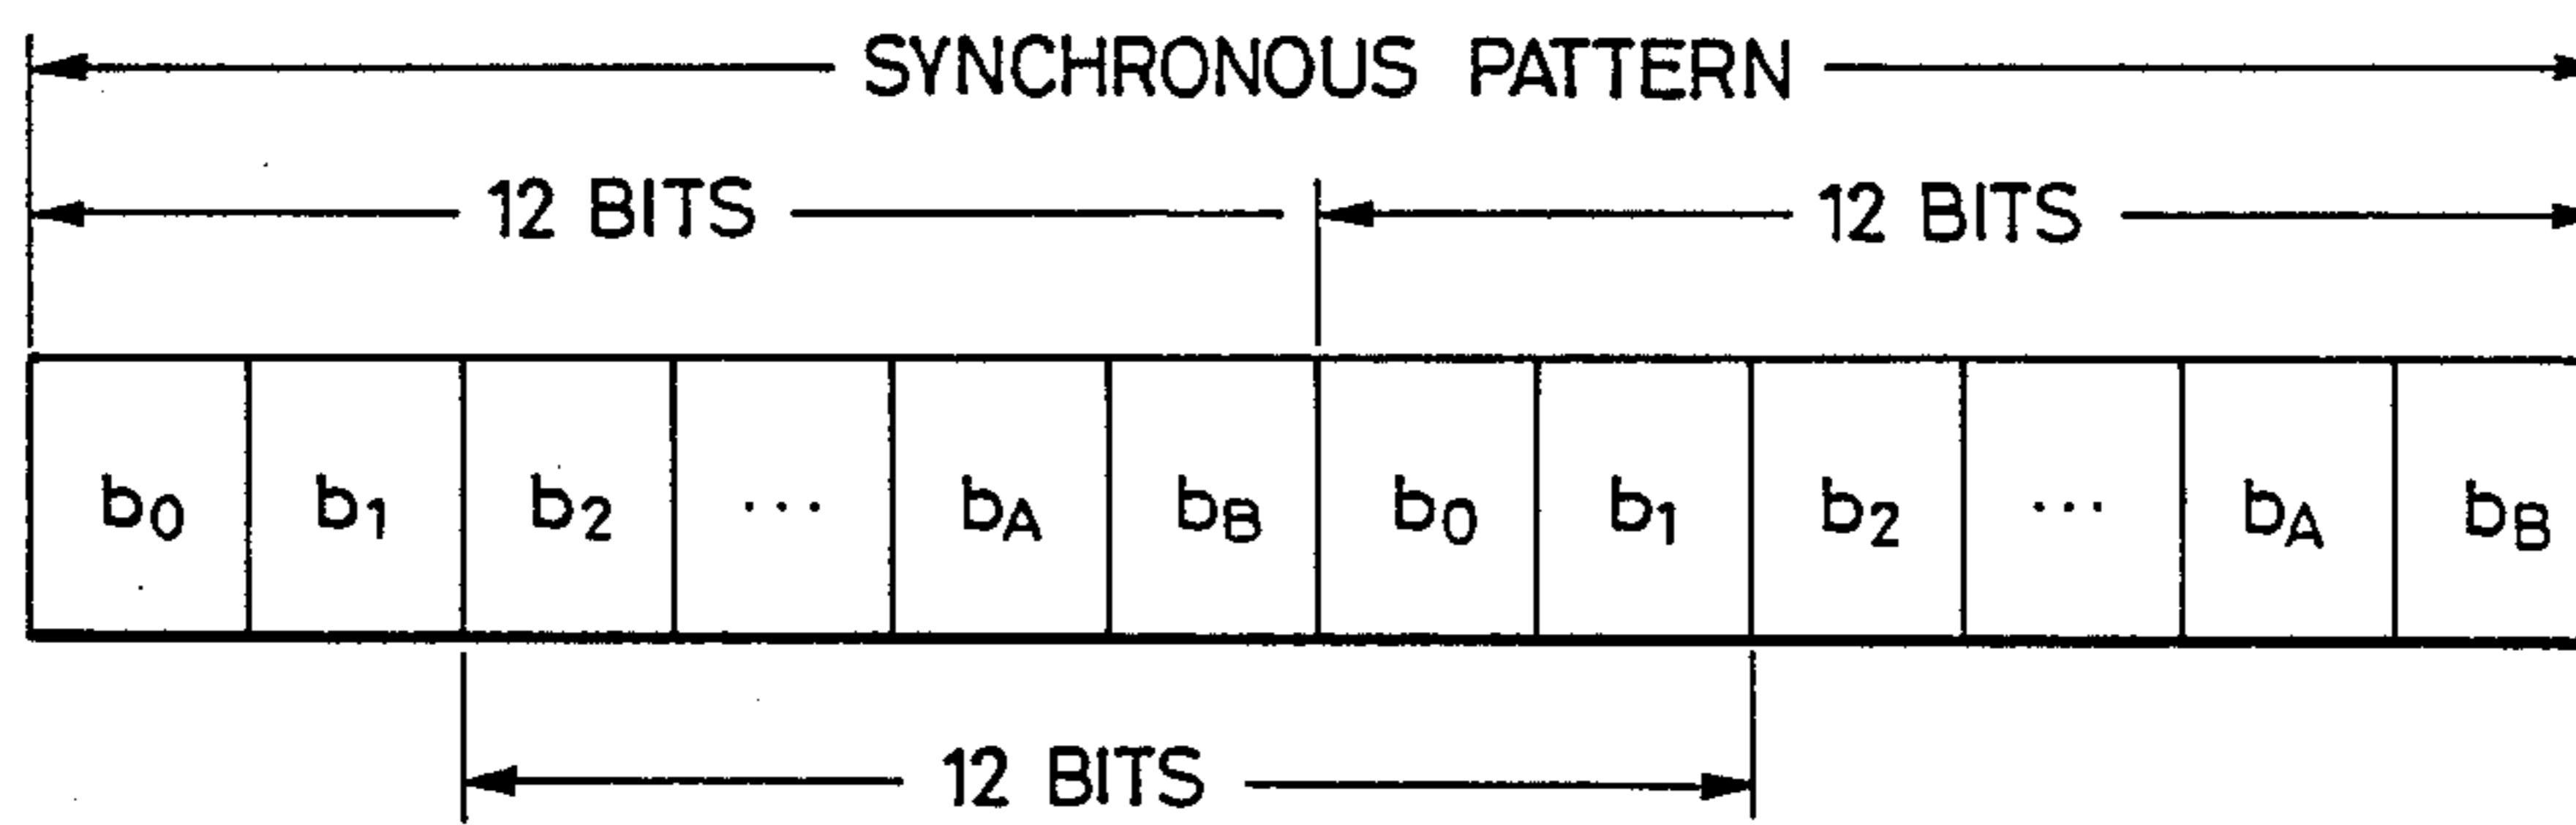 SYNCHRONOUS PATTERN
12 BITS 12 BITS
b0 b1 b2 ... bA bB b0 b1 b2 ... bA bB
12 BITS